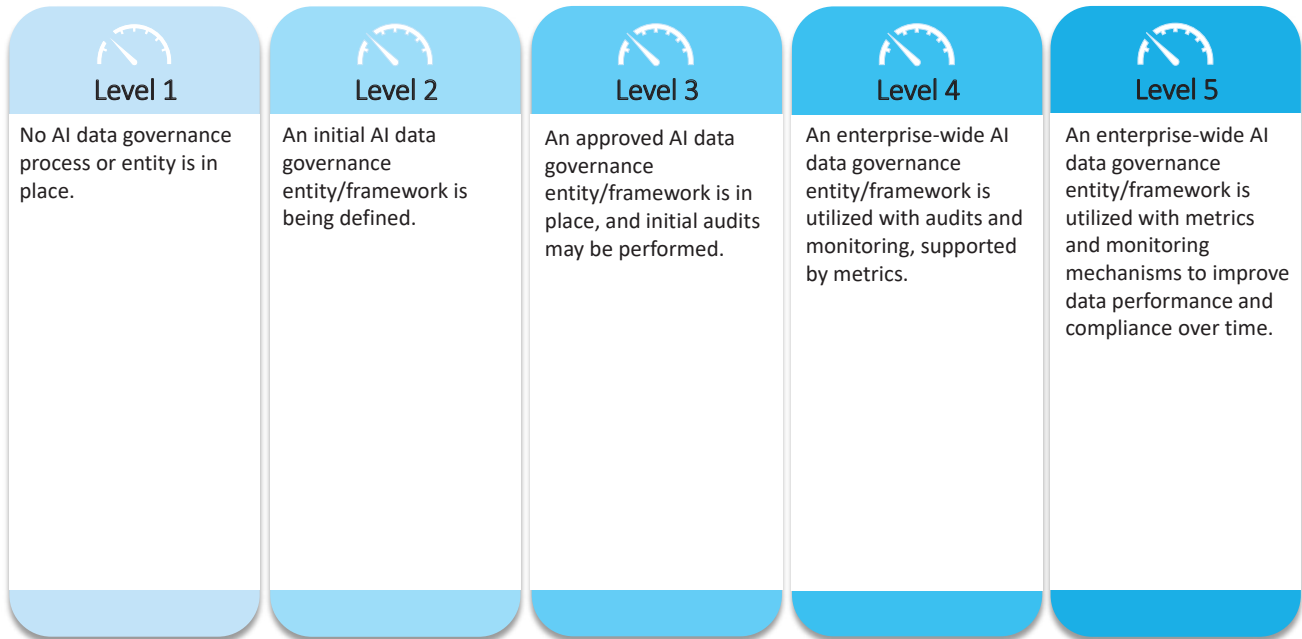 Level 1
No AI data governance
process or entity is in
place.
Level 2
An initial AI data
governance
entity/framework is
being defined.
Level 3
An approved AI data
governance
entity/framework is in
place, and initial audits
may be performed.
Level 4
An enterprise-wide AI
data governance
entity/framework is
utilized with audits and
monitoring, supported
by metrics.
Level 5
An enterprise-wide AI
data governance
entity/framework is
utilized with metrics
and monitoring
mechanisms to improve
data performance and
compliance over time.